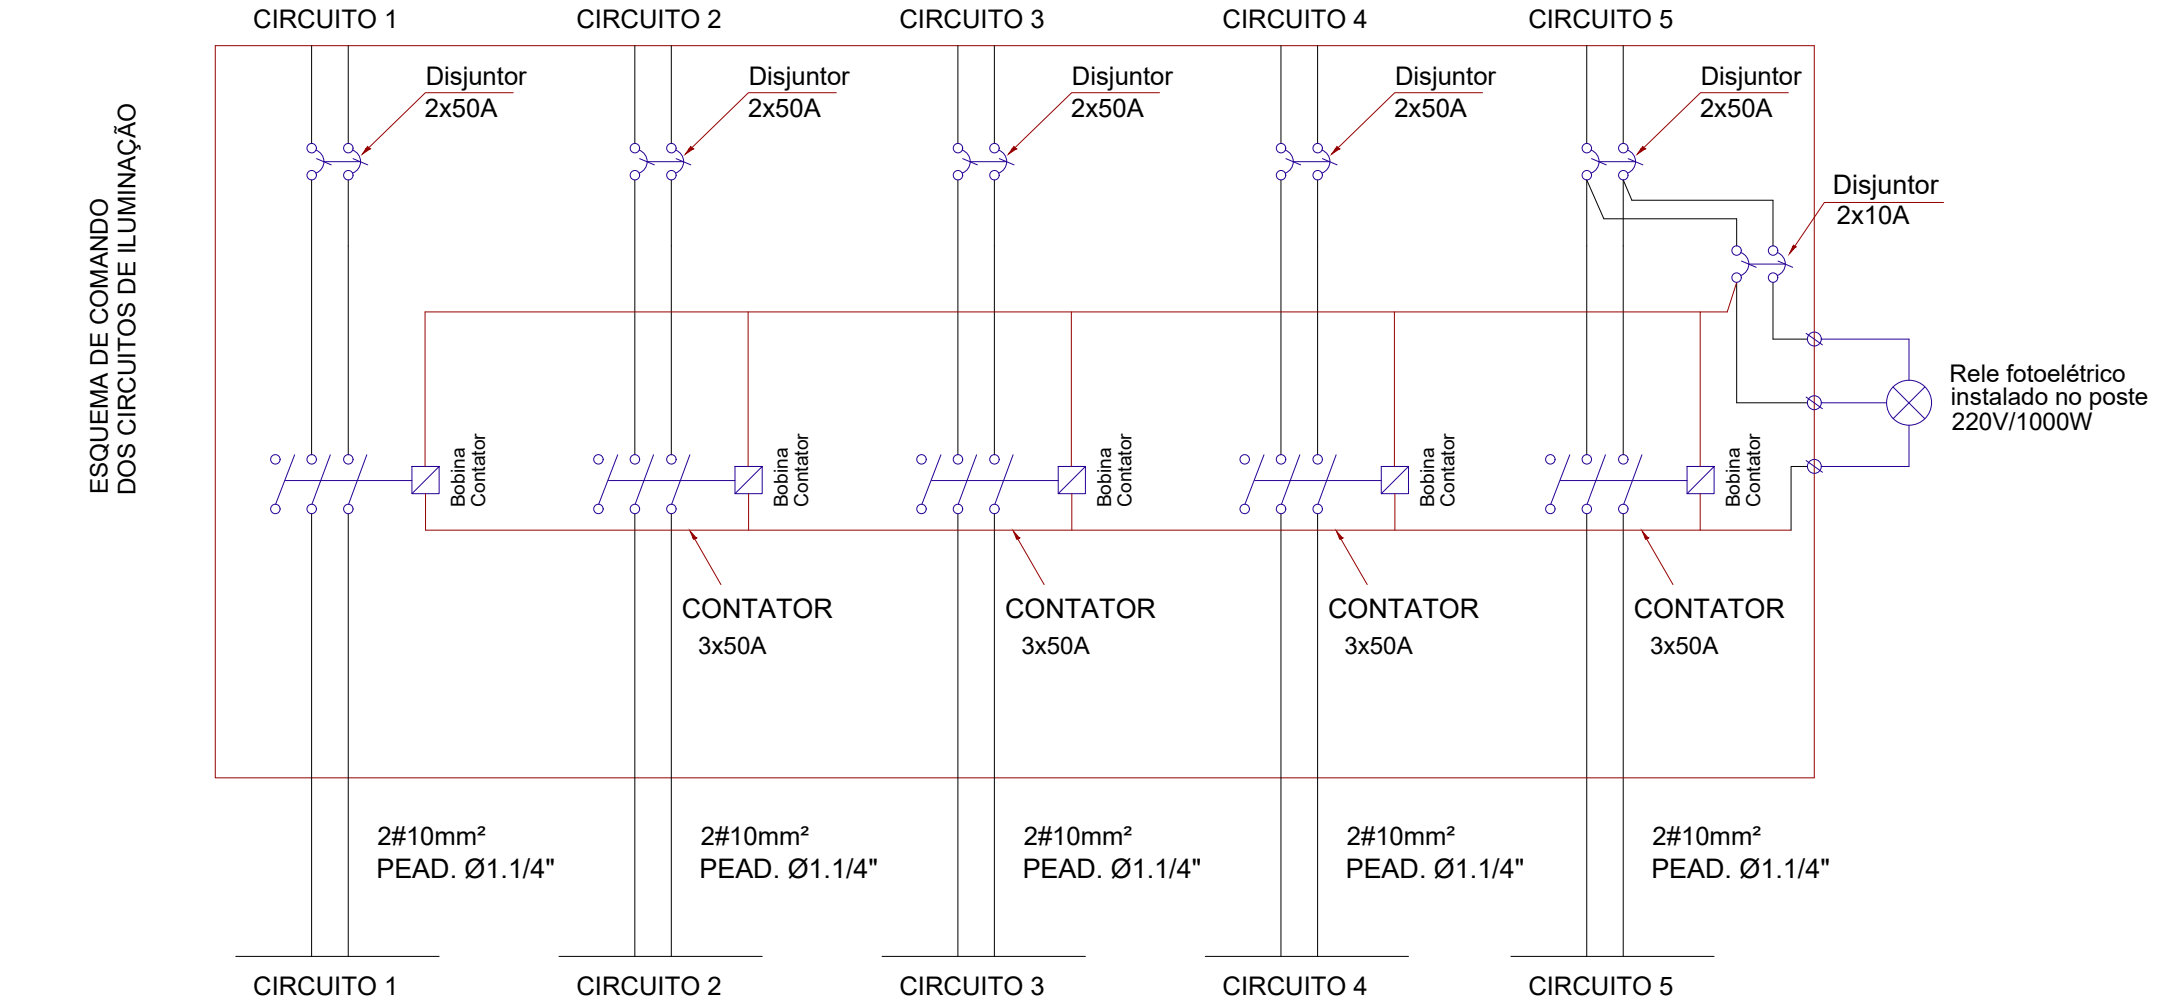 CIRCUITO 1
CIRCUITO 2
CIRCUITO 3
CIRCUITO 4
CIRCUITO 5
Disjuntor
2x50A
Disjuntor
2x50A
Disjuntor
2x50A
Disjuntor
2x50A
Disjuntor
2x50A
Disjuntor
2x10A
ESQUEMA DE COMANDO
DOS CIRCUITOS DE ILUMINAÇÃO
Rele fotoelétrico
instalado no poste
220V/1000W
Bobina
Contator
Bobina
Contator
Bobina
Contator
Bobina
Contator
Bobina
Contator
CONTATOR
3x50A
CONTATOR
3x50A
CONTATOR
3x50A
CONTATOR
3x50A
2#10mm²
PEAD. Ø1.1/4"
2#10mm²
PEAD. Ø1.1/4"
2#10mm²
PEAD. Ø1.1/4"
2#10mm²
PEAD. Ø1.1/4"
2#10mm²
PEAD. Ø1.1/4"
CIRCUITO 1
CIRCUITO 2
CIRCUITO 3
CIRCUITO 4
CIRCUITO 5